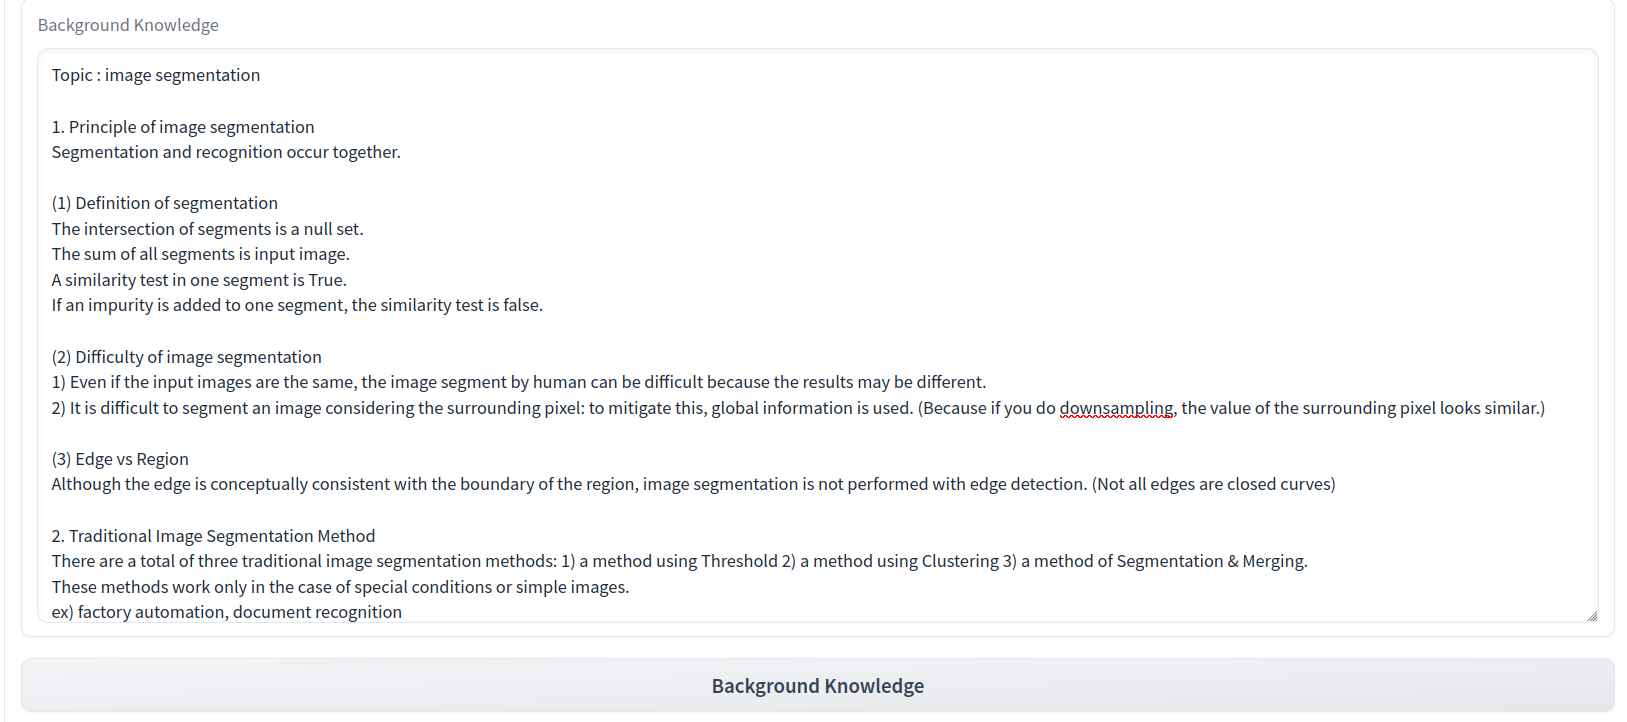 Background Knowledge
Topic : image segmentation
1. Principle of image segmentation
Segmentation and recognition occur together.
(1) Definition of segmentation
The intersection of segments is a null set.
The sum of all segments is input image.
A similarity test in one segment is True.
If an impurity is added to one segment, the similarity test is false.
(2) Difficulty of image segmentation
1) Even if the input images are the same, the image segment by human can be difficult because the results may be different.
2) It is difficult to segment an image considering the surrounding pixel: to mitigate this, global information is used. (Because if you do downsampling, the value of the surrounding pixel looks similar.)
(3) Edge vs Region
Although the edge is conceptually consistent with the boundary of the region, image segmentation is not performed with edge detection. (Not all edges are closed curves)
2. Traditional Image Segmentation Method
There are a total of three traditional image segmentation methods: 1) a method using Threshold 2) a method using Clustering 3) a method of Segmentation & Merging.
These methods work only in the case of special conditions or simple images.
ex) factory automation, document recognition
Background Knowledge